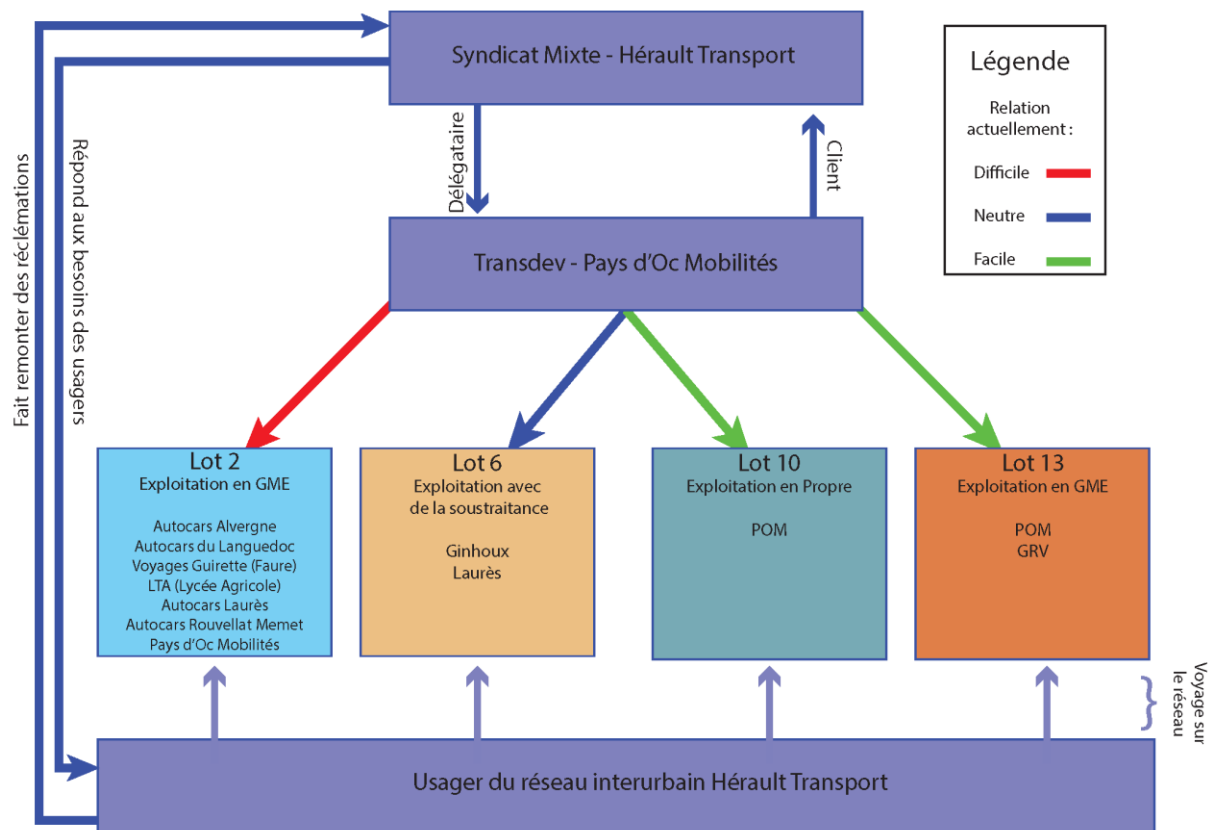 Syndicat Mixte - Hérault Transport
Légende
Relation
actuellement :
Difficile
Neutre
Facile
Fait remonter des réclémations
Répond aux besoins des usagers
Délégataire
Client
Transdev - Pays d'Oc Mobilités
Lot 2
Exploitation en GME
Autocars Alvergne
Autocars du Languedoc
Voyages Guirette (Faure)
LTA (Lycée Agricole)
Autocars Laurès
Autocars Rouvellat Memet
Pays d'Oc Mobilités
Lot 6
Exploitation avec
de la soustraitance
Ginhoux
Laurès
Lot 10
Exploitation en Propre
POM
Lot 13
Exploitation en GME
POM
GRV
Voyage sur
le réseau
Usager du réseau interurbain Hérault Transport